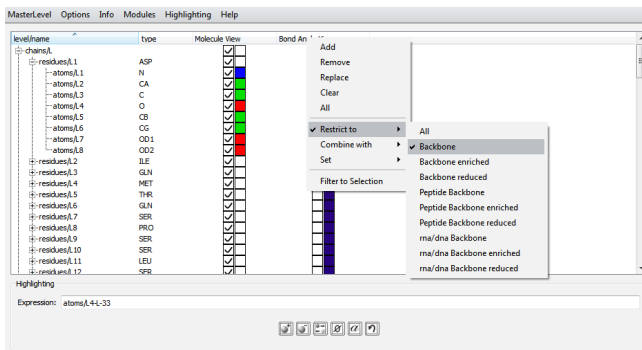 MasterLevel Options Info Modules Highlighting Help
level/name type Molecule View Bond An
chains/L
residues/L1 ASP
atoms/L1 N
atoms/L2 CA
atoms/L3 C
atoms/L4 O
atoms/L5 CB
atoms/L6 CG
atoms/L7 OD1
atoms/L8 OD2
residues/L2 ILE
residues/L3 GLN
residues/L4 MET
residues/L5 THR
residues/L6 GLN
residues/L7 SER
residues/L8 PRO
residues/L9 SER
residues/L10 SER
residues/L11 LEU
residues/L12 SER
Add
Remove
Replace
Clear
All
Restrict to
Combine with
Set
Filter to Selection
All
Backbone
Backbone enriched
Backbone reduced
Peptide Backbone
Peptide Backbone enriched
Peptide Backbone reduced
rna/dna Backbone
rna/dna Backbone enriched
rna/dna Backbone reduced
Highlighting
Expression: atoms/L4-L-33